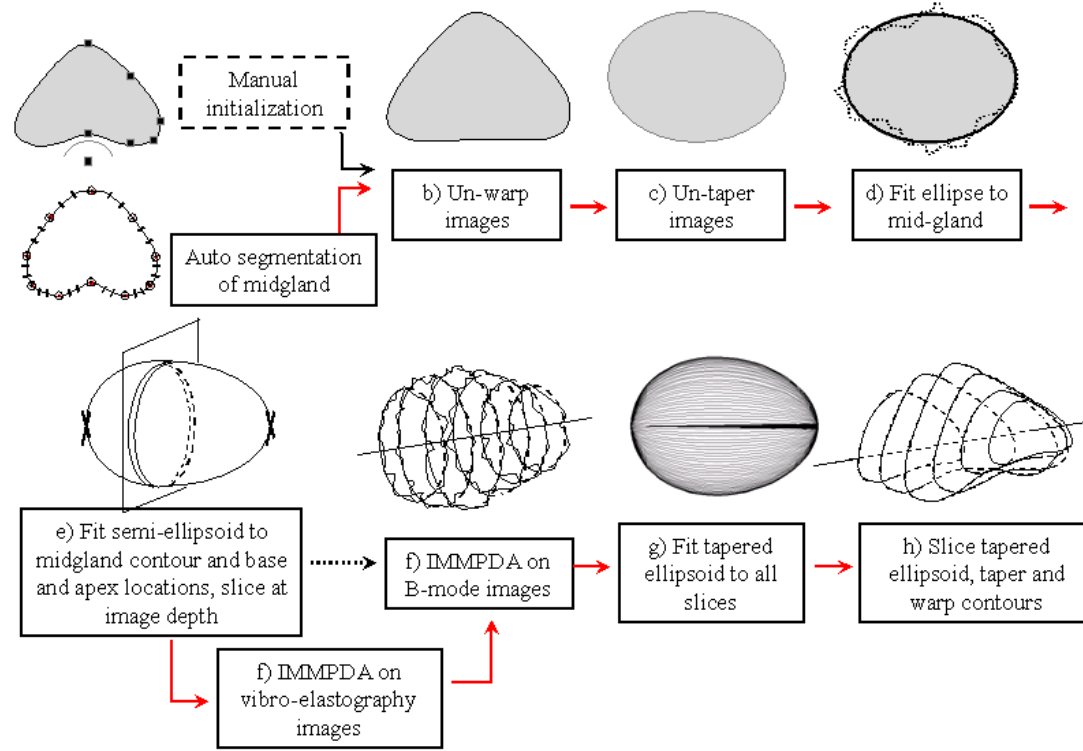 Manual
initialization
Auto segmentation
of midgland
b) Un-warp
images
c) Un-taper
images
d) Fit ellipse to
mid-gland
e) Fit semi-ellipsoid to
midgland contour and base
and apex locations, slice at
image depth
f) IMMPDA on
vibro-elastography
images
f) IMMPDA on
B-mode images
g) Fit tapered
ellipsoid to all
slices
h) Slice tapered
ellipsoid, taper and
warp contours